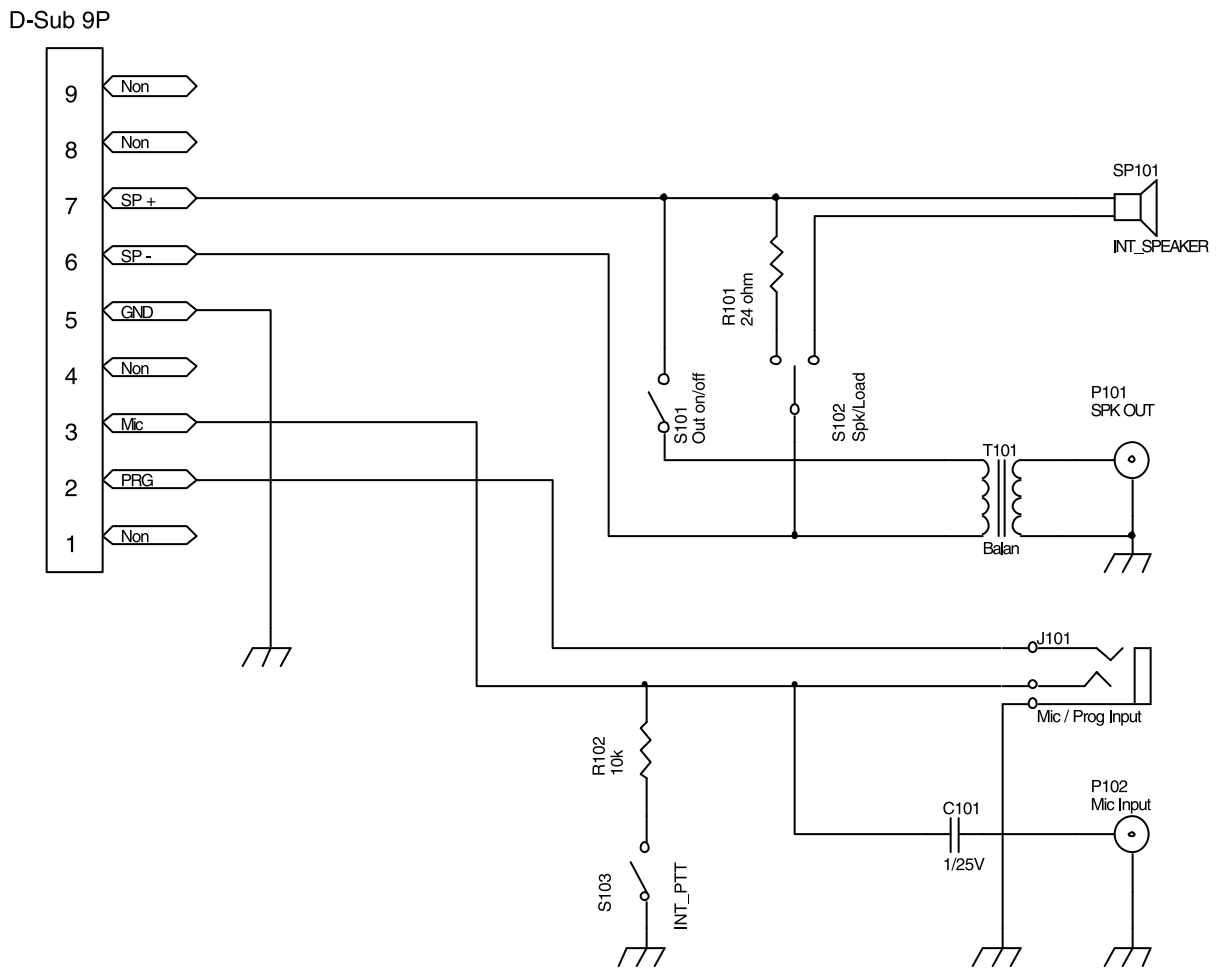 D-Sub 9P
9 Non
8 Non
7 SP +
6 SP -
5 GND
4 Non
3 Mic
2 PRG
1 Non
SP101
INT_SPEAKER
R101
24 ohm
S101
Out on/off
S102
Spk/Load
P101
SPK OUT
T101
Balan
J101
Mic / Prog Input
R102
10k
P102
Mic Input
C101
1/25V
S103
INT_PTT